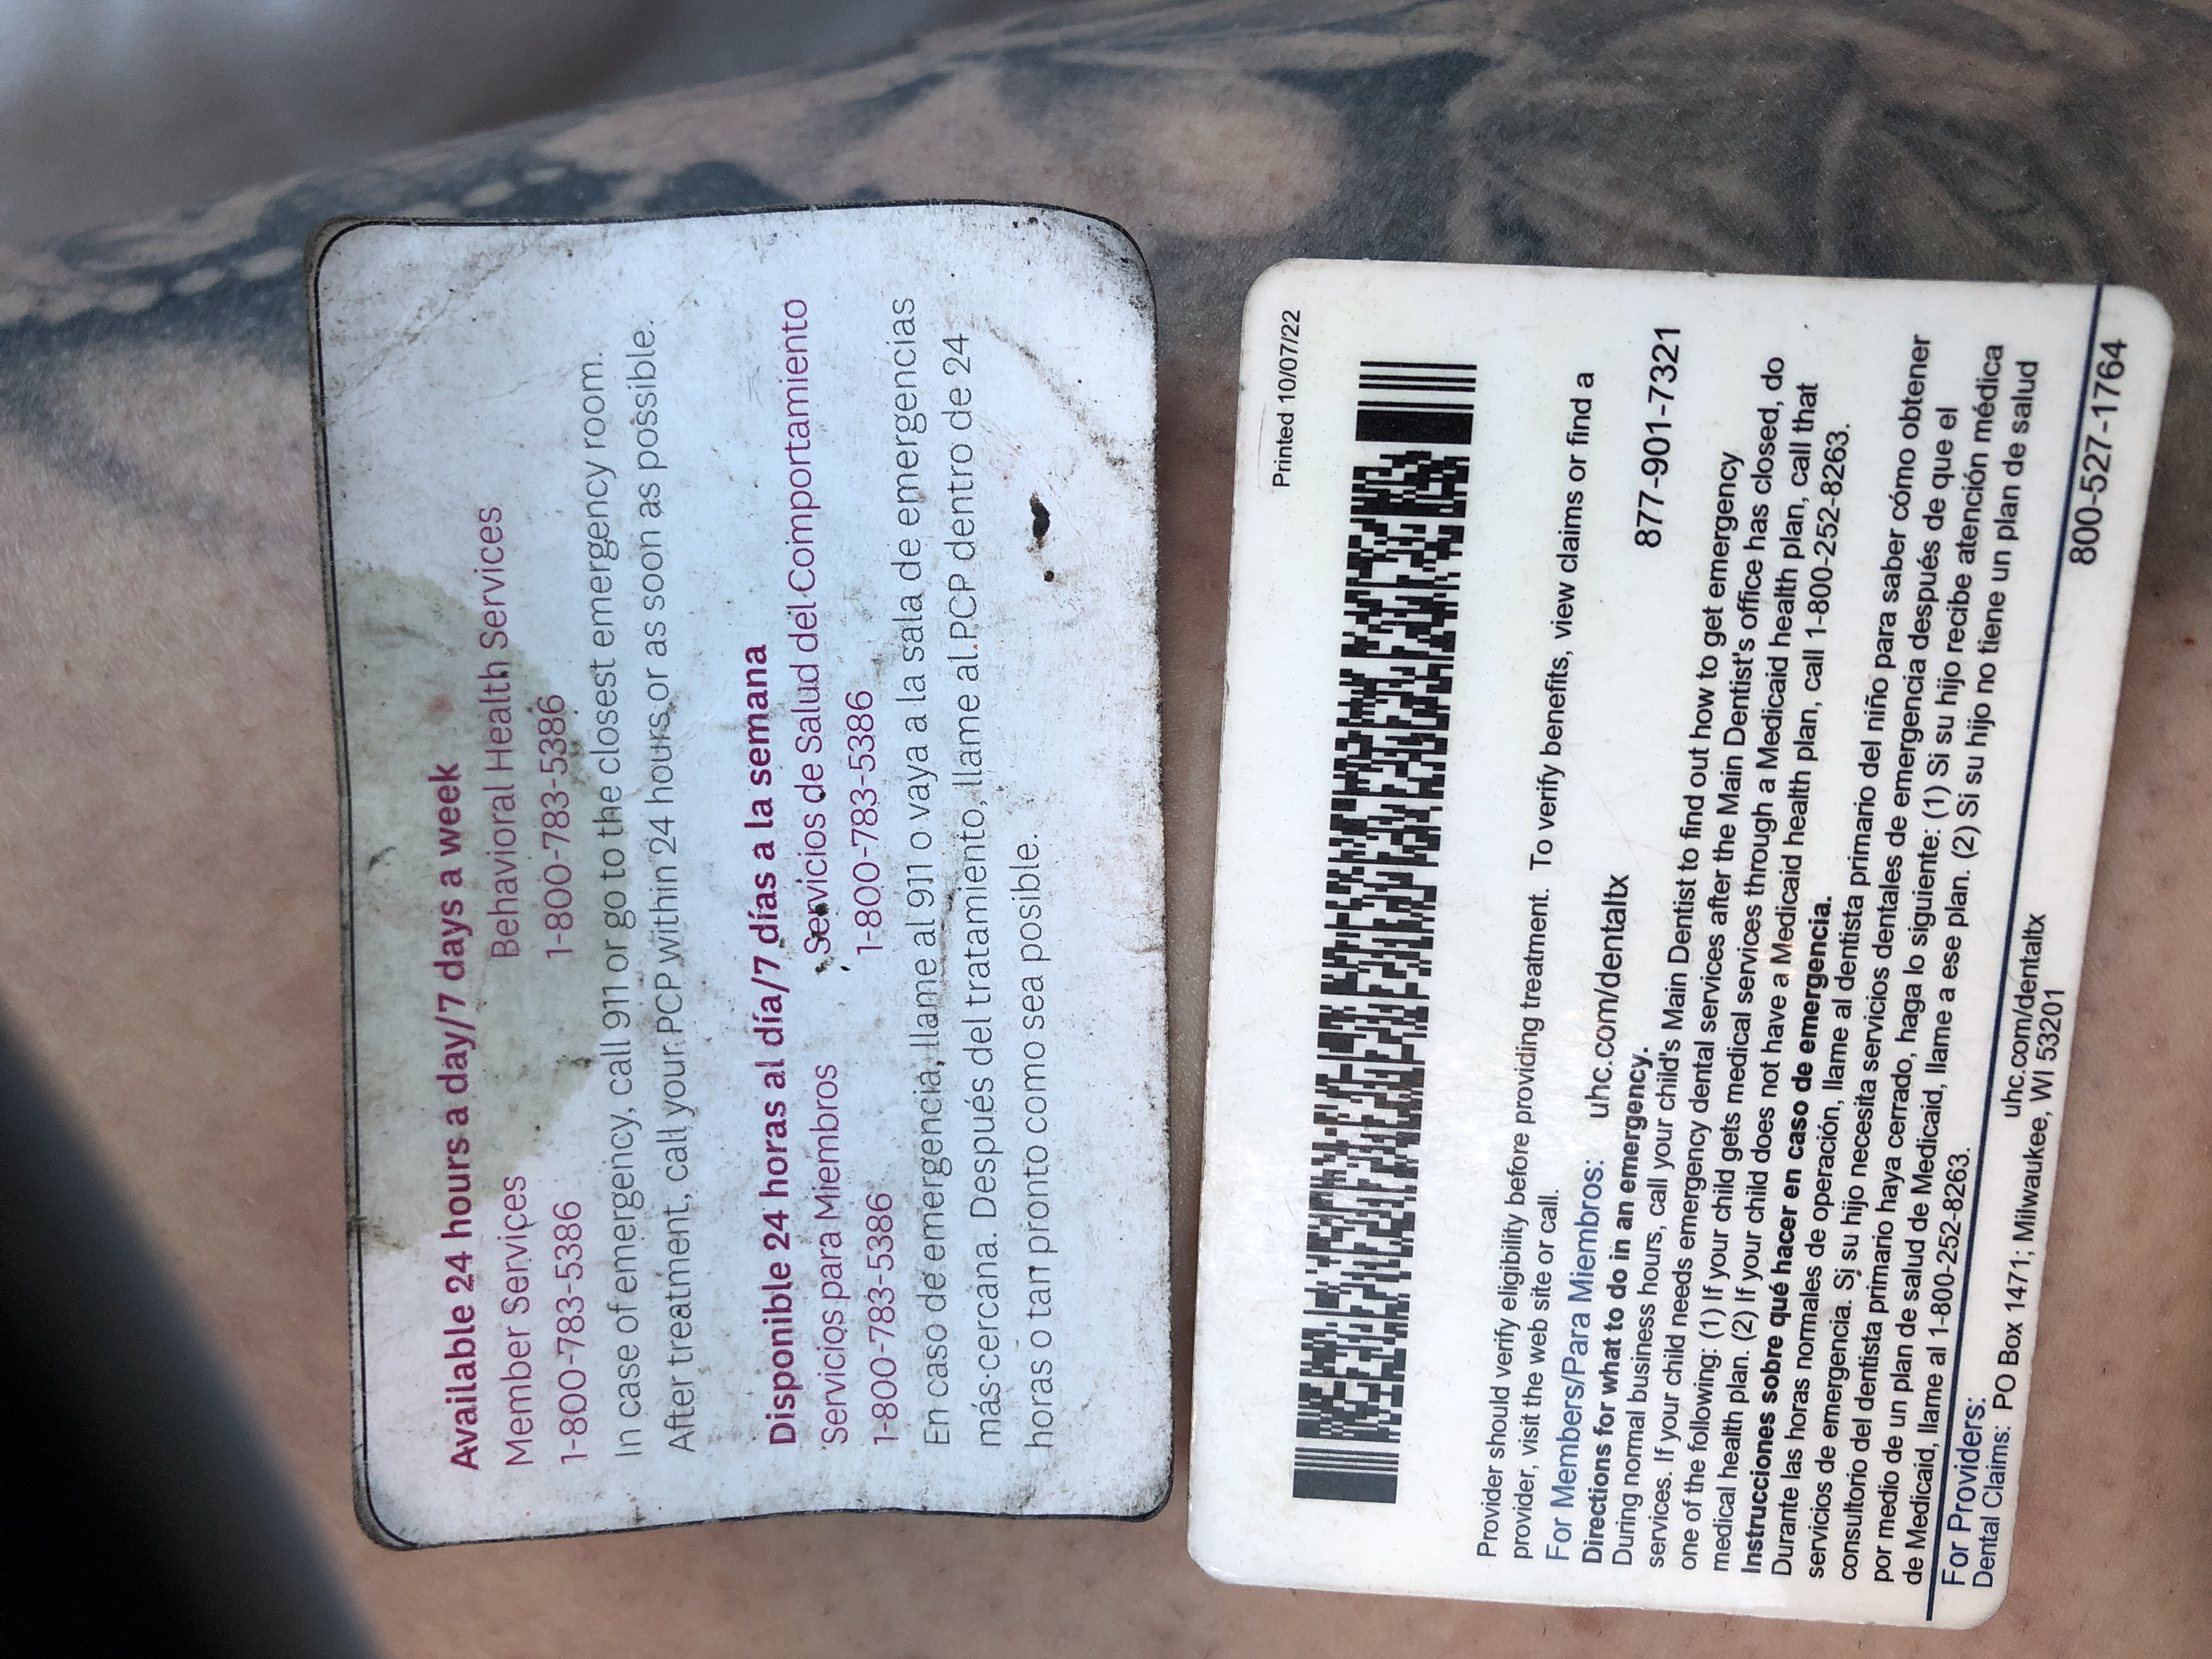 Available 24 hours a day/7 days a week
Member Services Behavioral Health Services
1-800-783-5386 1-800-783-5386
In case of emergency, call 911 or go to the closest emergency room.
After treatment, call your PCP within 24 hours or as soon as possible.
Disponible 24 horas al día/7 días a la semana
Servicios para Miembros Servicios de Salud del Comportamiento
1-800-783-5386 1-800-783-5386
En caso de emergencia, llame al 911 o vaya a la sala de emergencias
más cercana. Después del tratamiento, llame al PCP dentro de 24
horas o tan pronto como sea posible.
Printed 10/07/22
Provider should verify eligibility before providing treatment. To verify benefits, view claims or find a
provider, visit the web site or call.
For Members/Para Miembros: uhc.com/dentaltx 877-901-7321
Directions for what to do in an emergency.
During normal business hours, call your child's Main Dentist to find out how to get emergency
services. If your child needs emergency dental services after the Main Dentist's office has closed, do
one of the following: (1) If your child gets medical services through a Medicaid health plan, call that
medical health plan. (2) If your child does not have a Medicaid health plan, call 1-800-252-8263.
Instrucciones sobre qué hacer en caso de emergencia.
Durante las horas normales de operación, llame al dentista primario del niño para saber cómo obtener
servicios de emergencia. Si su hijo necesita servicios dentales de emergencia después de que el
consultorio del dentista primario haya cerrado, haga lo siguiente: (1) Si su hijo recibe atención médica
por medio de un plan de salud de Medicaid, llame a ese plan. (2) Si su hijo no tiene un plan de salud
de Medicaid, llame al 1-800-252-8263.
For Providers: uhc.com/dentaltx 800-527-1764
Dental Claims: PO Box 1471; Milwaukee, WI 53201